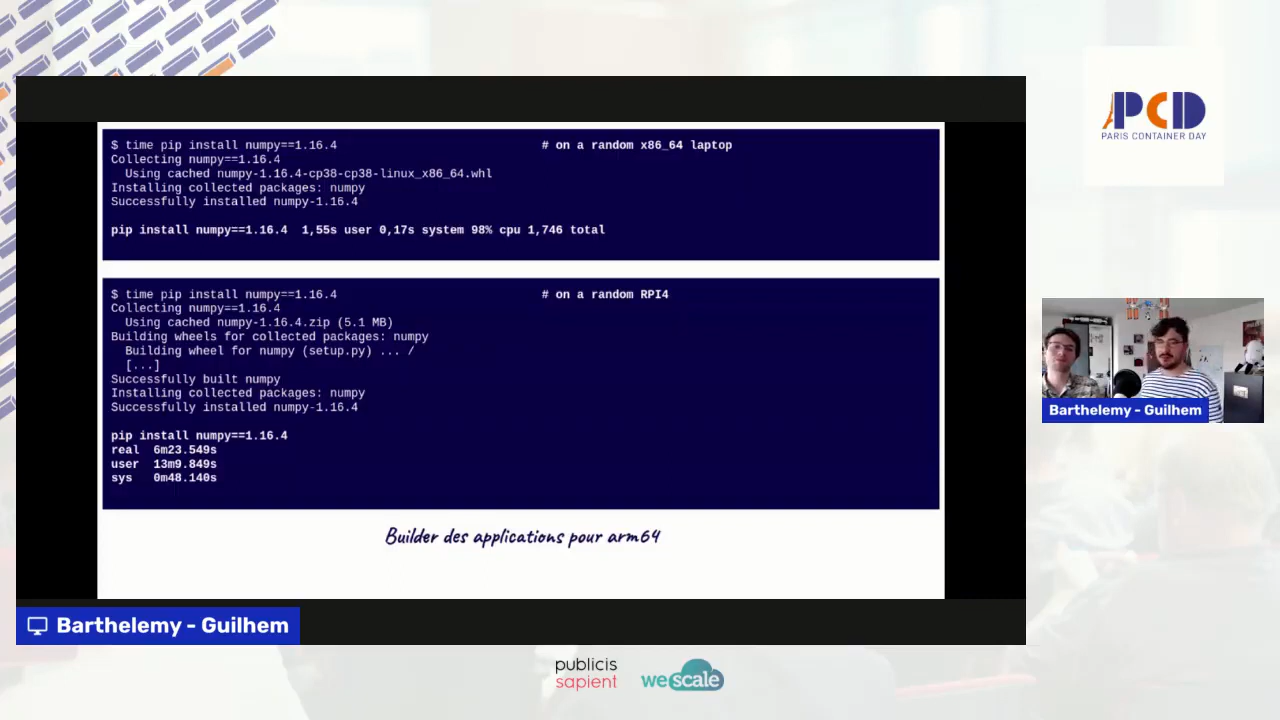 $ time pip install numpy==1.16.4 # on a random x86_64 laptop
Collecting numpy==1.16.4
Using cached numpy-1.16.4-cp38-cp38-linux_x86_64.whl
Installing collected packages: numpy
Successfully installed numpy-1.16.4
pip install numpy==1.16.4 1,55s user 0,17s system 98% cpu 1,746 total
$ time pip install numpy==1.16.4 # on a random RPI4
Collecting numpy==1.16.4
Using cached numpy-1.16.4.zip (5.1 MB)
Building wheels for collected packages: numpy
Building wheel for numpy (setup.py) ... /
[...]
Successfully built numpy
Installing collected packages: numpy
Successfully installed numpy-1.16.4
pip install numpy==1.16.4
real 6m23.549s
user 13m9.849s
sys 0m48.140s
Builder des applications pour arm64
Barthelemy - Guilhem
PCD
PARIS CONTAINER DAY
Barthelemy - Guilhem
publicis
sapient
wescale